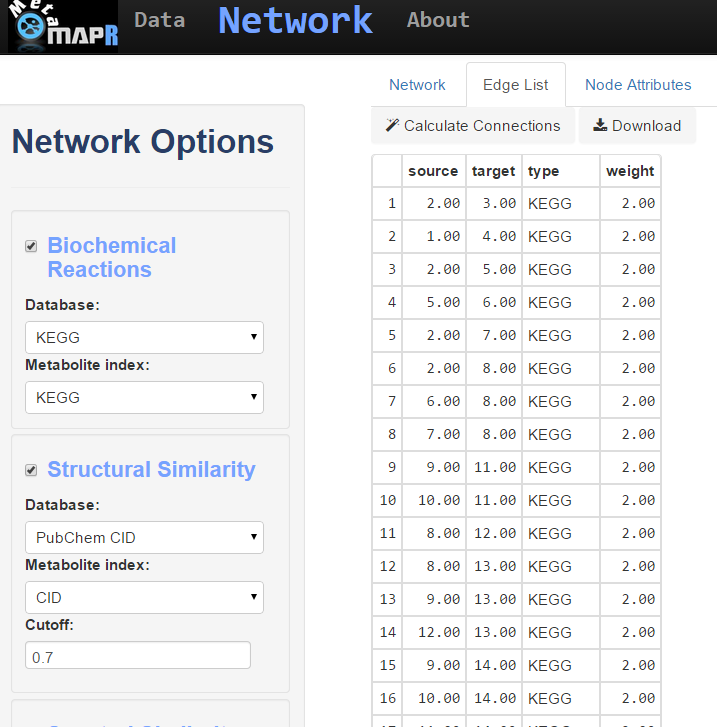 Meta
MAPR
Data Network About
Network Edge List Node Attributes
Calculate Connections Download
Network Options
Biochemical
Reactions
Database:
KEGG
Metabolite index:
KEGG
Structural Similarity
Database:
PubChem CID
Metabolite index:
CID
Cutoff:
0.7
source target type weight
1 2.00 3.00 KEGG 2.00
2 1.00 4.00 KEGG 2.00
3 2.00 5.00 KEGG 2.00
4 5.00 6.00 KEGG 2.00
5 2.00 7.00 KEGG 2.00
6 2.00 8.00 KEGG 2.00
7 6.00 8.00 KEGG 2.00
8 7.00 8.00 KEGG 2.00
9 9.00 11.00 KEGG 2.00
10 10.00 11.00 KEGG 2.00
11 8.00 12.00 KEGG 2.00
12 8.00 13.00 KEGG 2.00
13 9.00 13.00 KEGG 2.00
14 12.00 13.00 KEGG 2.00
15 9.00 14.00 KEGG 2.00
16 10.00 14.00 KEGG 2.00